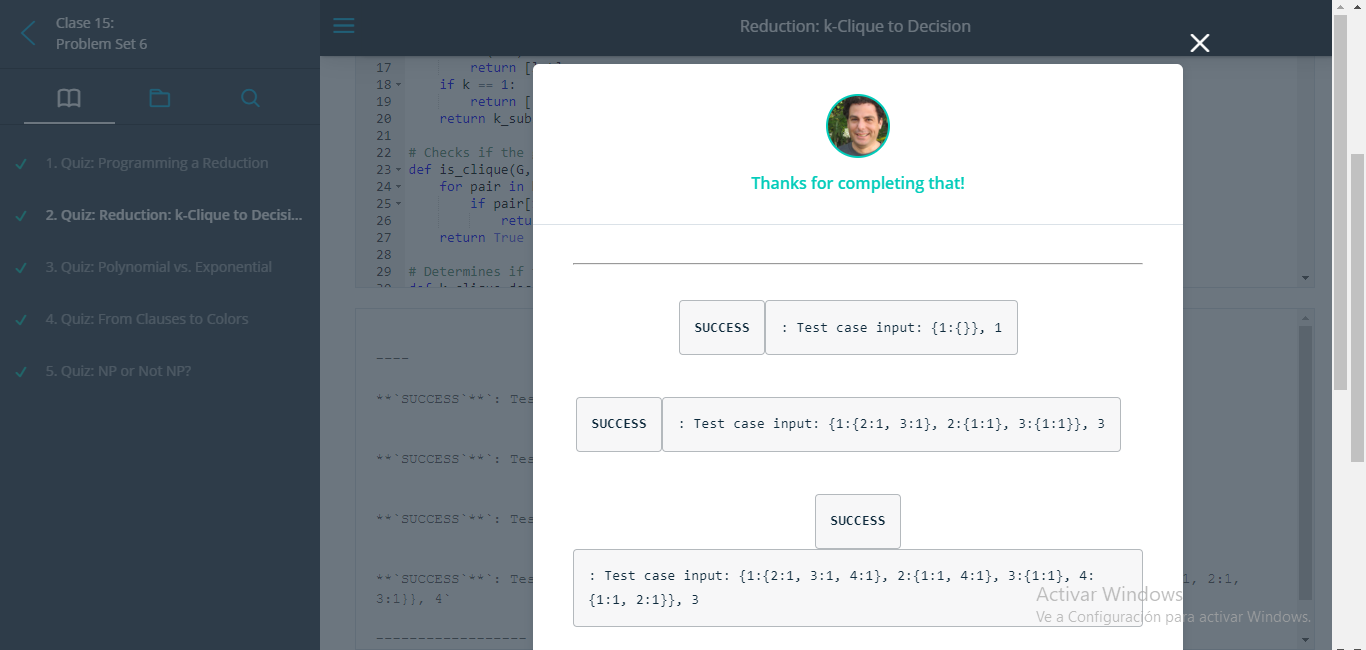 Clase 15:
Problem Set 6
Reduction: k-Clique to Decision
1. Quiz: Programming a Reduction
2. Quiz: Reduction: k-Clique to Decisi...
3. Quiz: Polynomial vs. Exponential
4. Quiz: From Clauses to Colors
5. Quiz: NP or Not NP?
17 return [
18 if k == 1:
19 return [
20 return k_sub
21
22 # Checks if the
23 def is_clique(G,
24 for pair in
25 if pair[
26 retu
27 return True
28
29 # Determines if
----
**`SUCCESS`**`: Tes
**`SUCCESS`**`: Tes
**`SUCCESS`**`: Tes
**`SUCCESS`**`: Tes 1, 2:1,
3:1}}, 4`
-------------------
Thanks for completing that!
SUCCESS : Test case input: {1:{}}, 1
SUCCESS : Test case input: {1:{2:1, 3:1}, 2:{1:1}, 3:{1:1}}, 3
SUCCESS
: Test case input: {1:{2:1, 3:1, 4:1}, 2:{1:1, 4:1}, 3:{1:1}, 4:
{1:1, 2:1}}, 3
Activar Windows
Ve a Configuración para activar Windows.